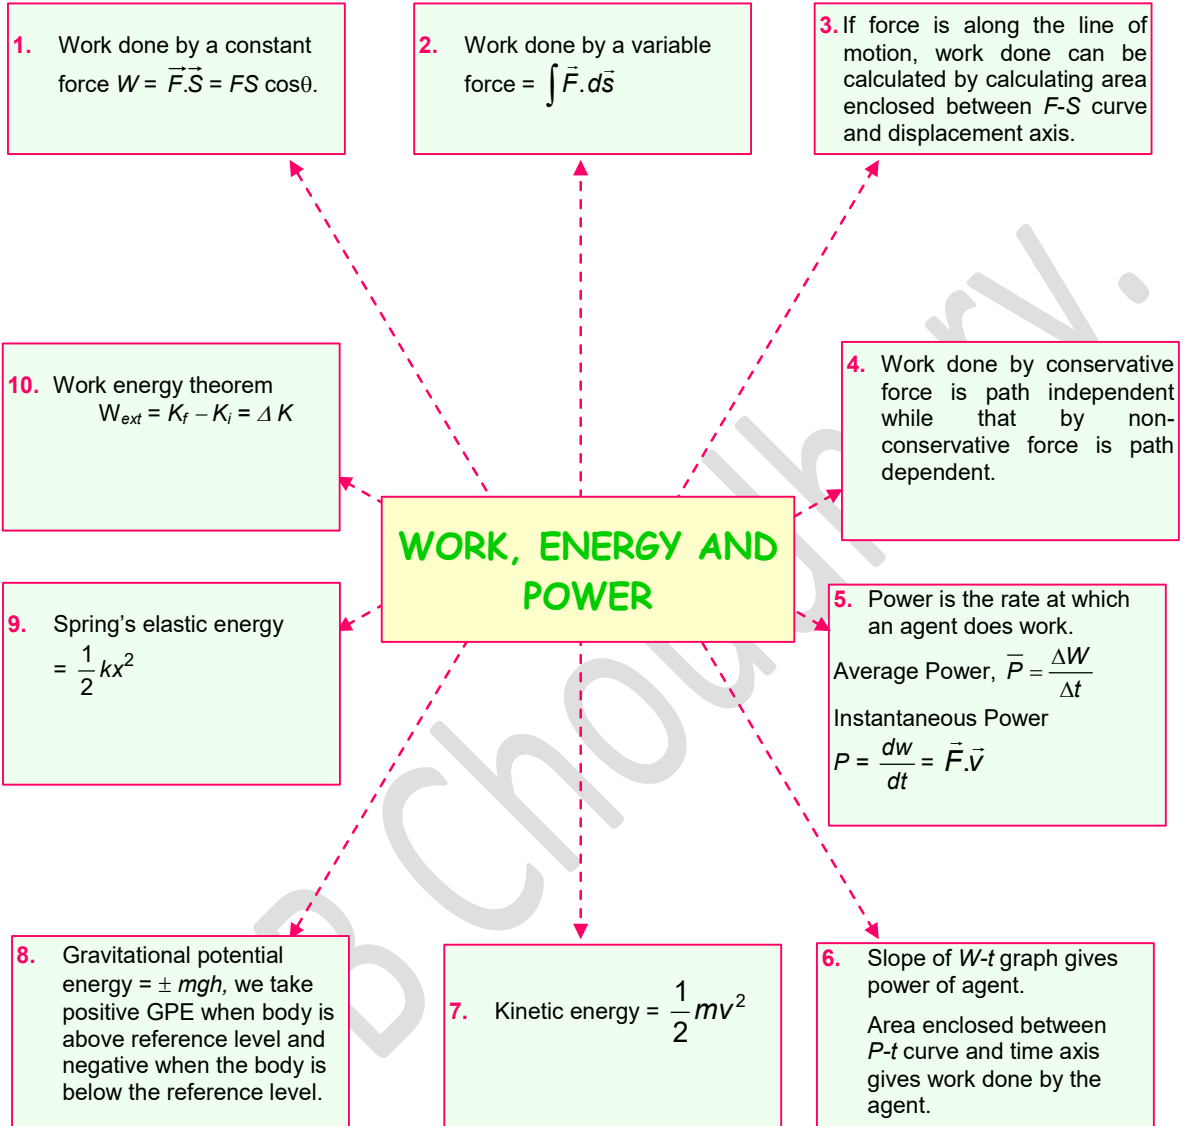 1. Work done by a constant
force W = F⃗.S⃗ = FS cosθ.
2. Work done by a variable
force = ∫ F⃗.ds⃗
3. If force is along the line of
motion, work done can be
calculated by calculating area
enclosed between F-S curve
and displacement axis.
10. Work energy theorem
W_ext = K_f – K_i = Δ K
4. Work done by conservative
force is path independent
while that by non-
conservative force is path
dependent.
WORK, ENERGY AND
POWER
9. Spring's elastic energy
= 1/2 kx²
5. Power is the rate at which
an agent does work.
Average Power, P̅ = ΔW/Δt
Instantaneous Power
P = dw/dt = F⃗.v⃗
8. Gravitational potential
energy = ± mgh, we take
positive GPE when body is
above reference level and
negative when the body is
below the reference level.
7. Kinetic energy = 1/2 mv²
6. Slope of W-t graph gives
power of agent.
Area enclosed between
P-t curve and time axis
gives work done by the
agent.
B Choudhary.